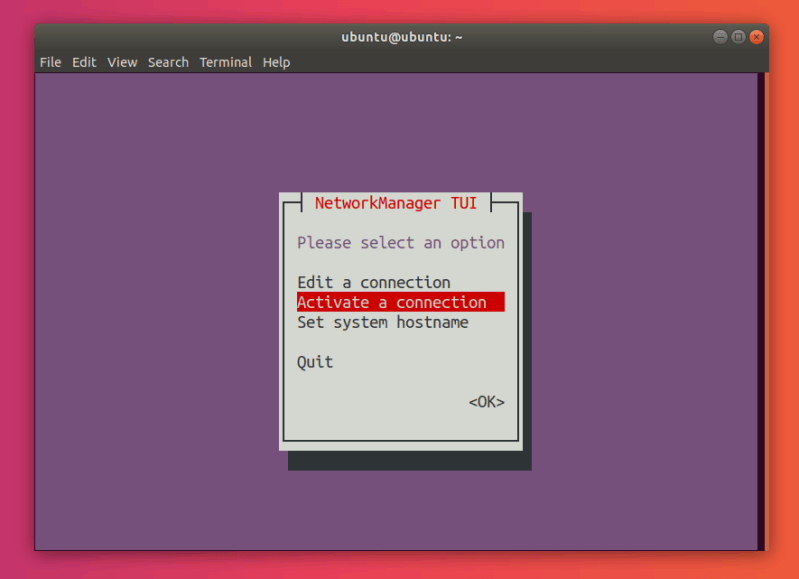 ubuntu@ubuntu: ~
File Edit View Search Terminal Help
NetworkManager TUI
Please select an option
Edit a connection
Activate a connection
Set system hostname
Quit
<OK>